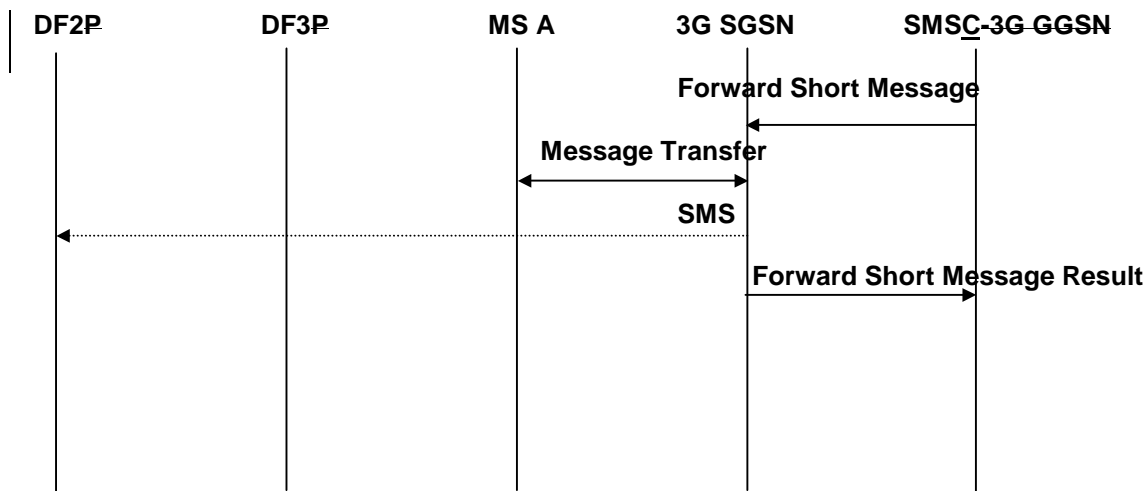 DF2P DF3P MS A 3G SGSN SMSC-3G GGSN
Forward Short Message
Message Transfer
SMS
Forward Short Message Result